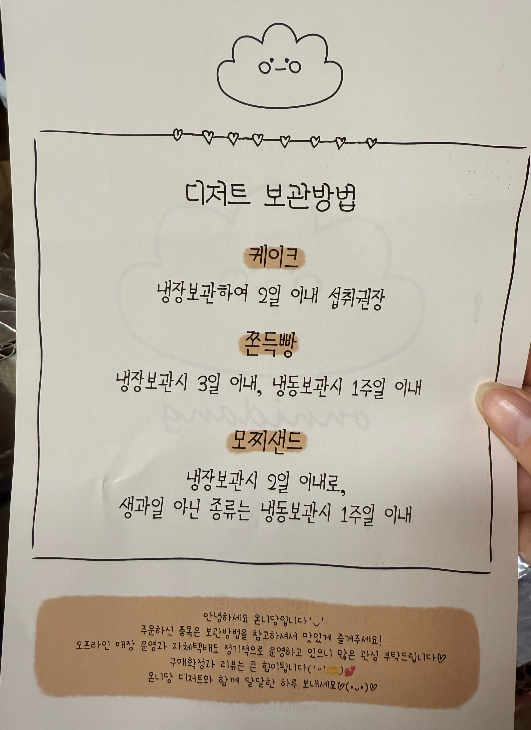 디저트 보관방법
케이크
냉장보관하여 2일 이내 섭취권장
쫀득빵
냉장보관시 3일 이내, 냉동보관시 1주일 이내
모찌샌드
냉장보관시 2일 이내로,
생과일 아닌 종류는 냉동보관시 1주일 이내
안녕하세요 온니당입니다'ᴗ'
주문하신 품목은 보관방법을 참고하셔서 맛있게 즐겨주세요!
오프라인 매장 운영과 자체택배도 정기적으로 운영하고 있으니 많은 관심 부탁드립니다♡
구매확정과 리뷰는 큰 힘이됩니다('ᴗ'🫶)💕
온니당 디저트와 함께 달달한 하루 보내세요♡(•ᴗ•)♡